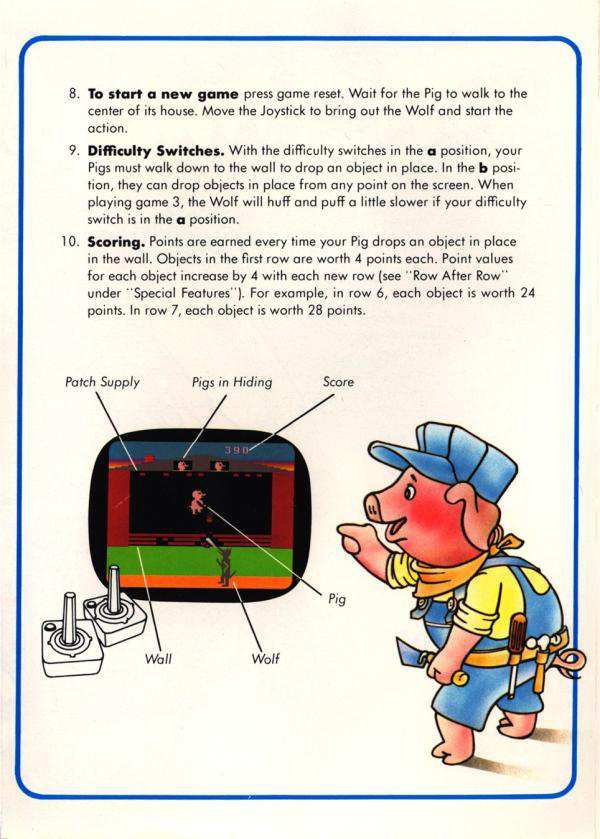 8. To start a new game press game reset. Wait for the Pig to walk to the
center of its house. Move the Joystick to bring out the Wolf and start the
action.
9. Difficulty Switches. With the difficulty switches in the a position, your
Pigs must walk down to the wall to drop an object in place. In the b posi-
tion, they can drop objects in place from any point on the screen. When
playing game 3, the Wolf will huff and puff a little slower if your difficulty
switch is in the a position.
10. Scoring. Points are earned every time your Pig drops an object in place
in the wall. Objects in the first row are worth 4 points each. Point values
for each object increase by 4 with each new row (see "Row After Row"
under "Special Features"). For example, in row 6, each object is worth 24
points. In row 7, each object is worth 28 points.
Patch Supply Pigs in Hiding Score
390
Pig
Wall Wolf